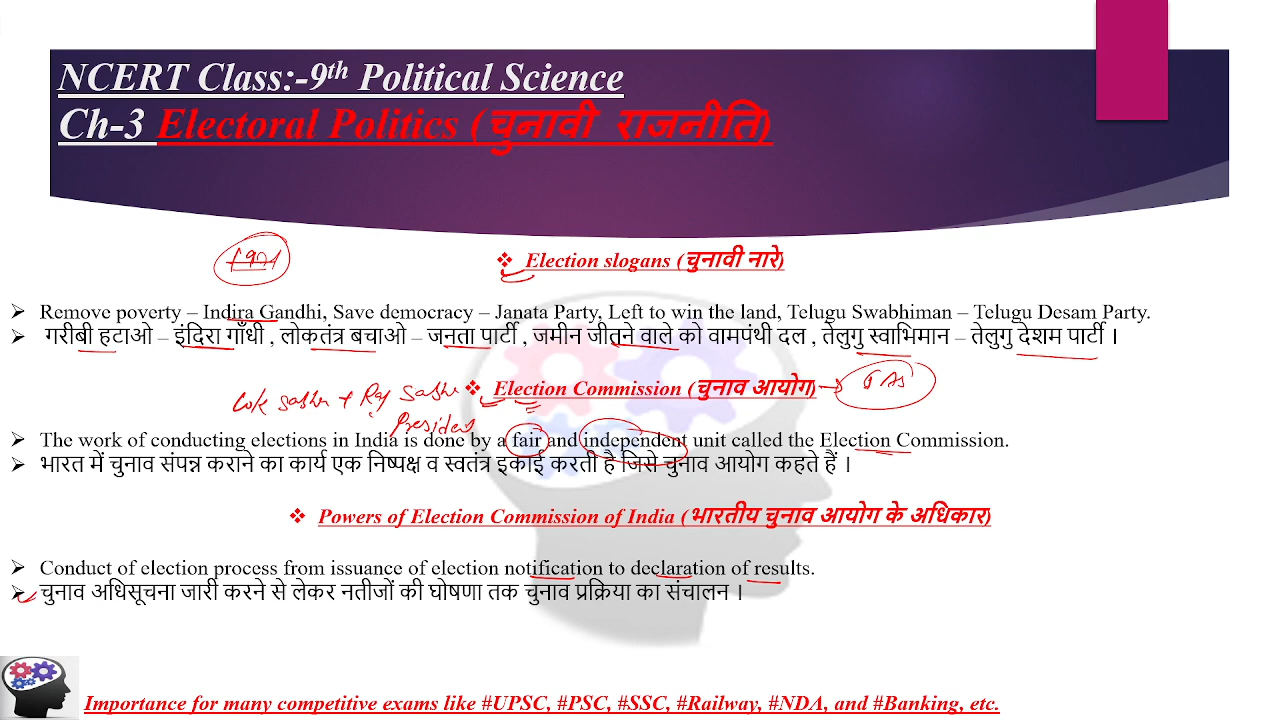 NCERT Class:-9th Political Science
Ch-3 Electoral Politics (चुनावी राजनीति)
❖ Election slogans (चुनावी नारे)
➢ Remove poverty – Indira Gandhi, Save democracy – Janata Party, Left to win the land, Telugu Swabhiman – Telugu Desam Party.
➢ गरीबी हटाओ – इंदिरा गाँधी , लोकतंत्र बचाओ – जनता पार्टी , जमीन जीतने वाले को वामपंथी दल , तेलुगु स्वाभिमान – तेलुगु देशम पार्टी ।
❖ Election Commission (चुनाव आयोग)
Lok Sabha + Raj Sabha
President
➢ The work of conducting elections in India is done by a fair and independent unit called the Election Commission.
➢ भारत में चुनाव संपन्न कराने का कार्य एक निष्पक्ष व स्वतंत्र इकाई करती है जिसे चुनाव आयोग कहते हैं ।
❖ Powers of Election Commission of India (भारतीय चुनाव आयोग के अधिकार)
➢ Conduct of election process from issuance of election notification to declaration of results.
➢ चुनाव अधिसूचना जारी करने से लेकर नतीजों की घोषणा तक चुनाव प्रक्रिया का संचालन ।
Importance for many competitive exams like #UPSC, #PSC, #SSC, #Railway, #NDA, and #Banking, etc.